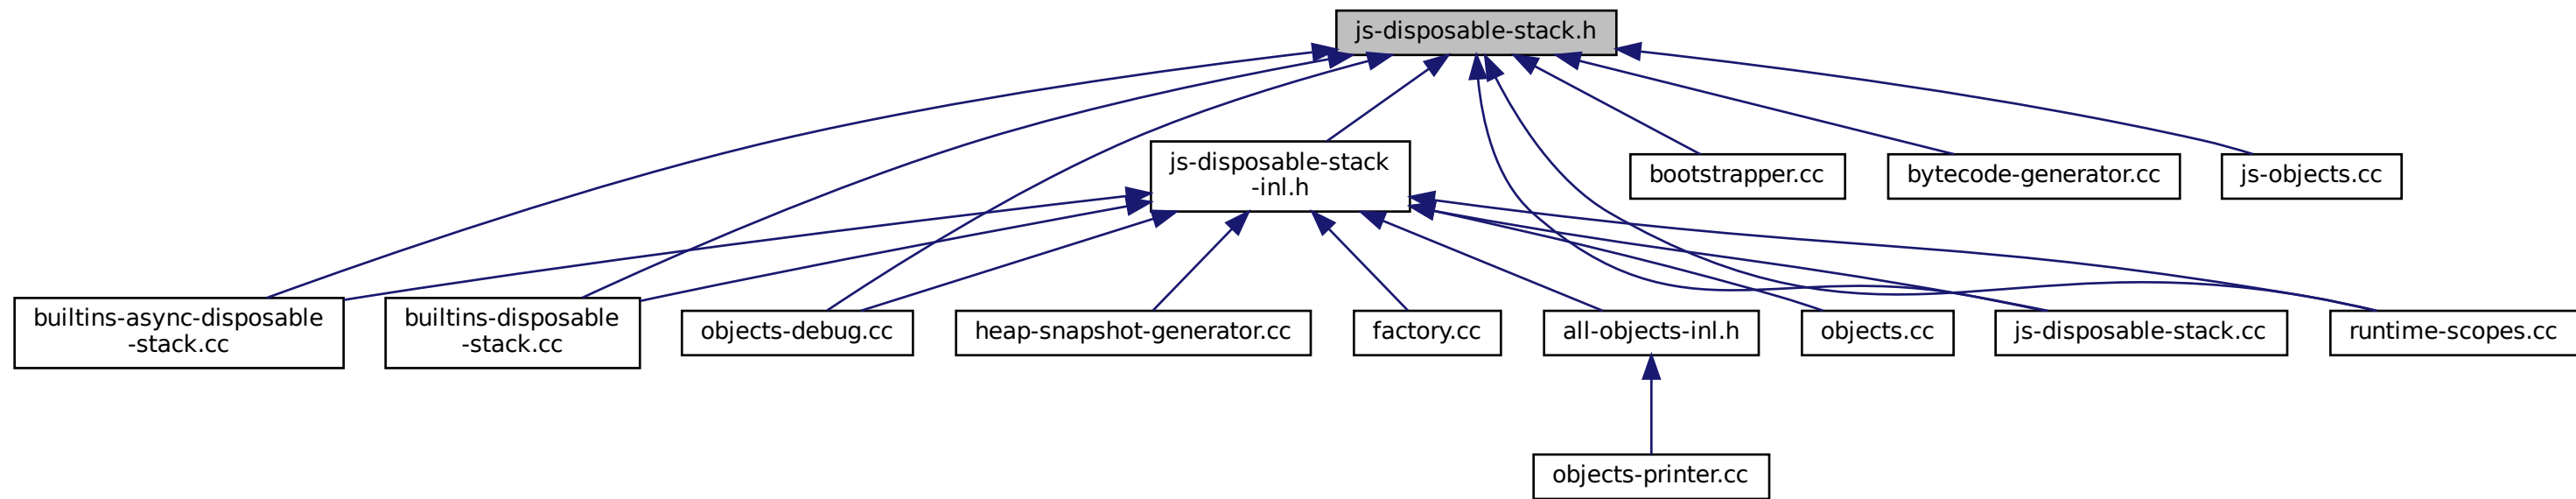 js-disposable-stack.h
js-disposable-stack
-inl.h
bootstrapper.cc
bytecode-generator.cc
js-objects.cc
builtins-async-disposable
-stack.cc
builtins-disposable
-stack.cc
objects-debug.cc
heap-snapshot-generator.cc
factory.cc
all-objects-inl.h
objects.cc
js-disposable-stack.cc
runtime-scopes.cc
objects-printer.cc